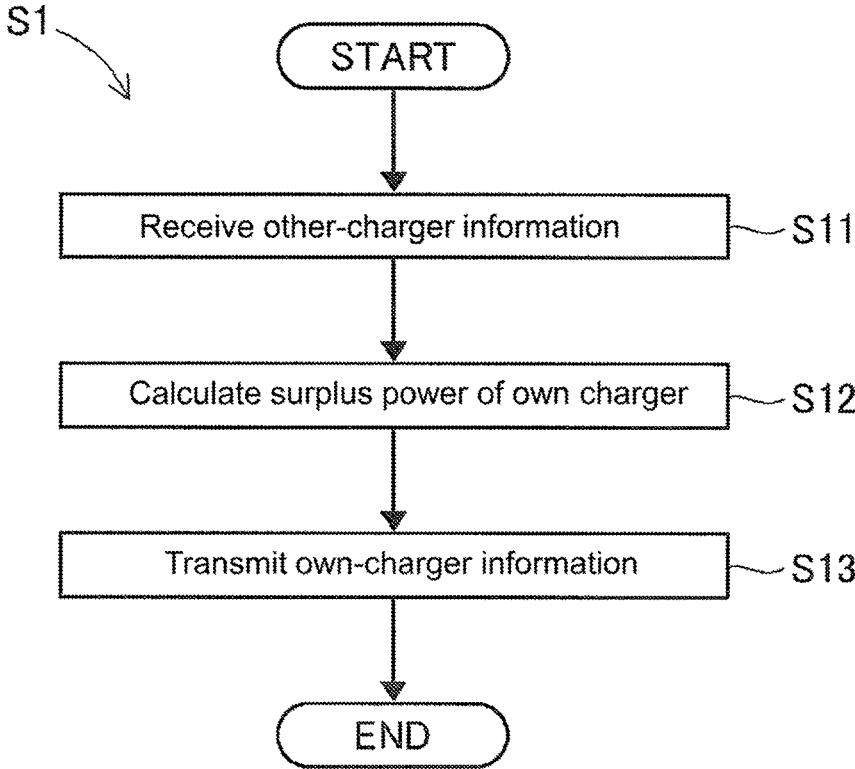 S1
START
Receive other-charger information
S11
Calculate surplus power of own charger
S12
Transmit own-charger information
S13
END